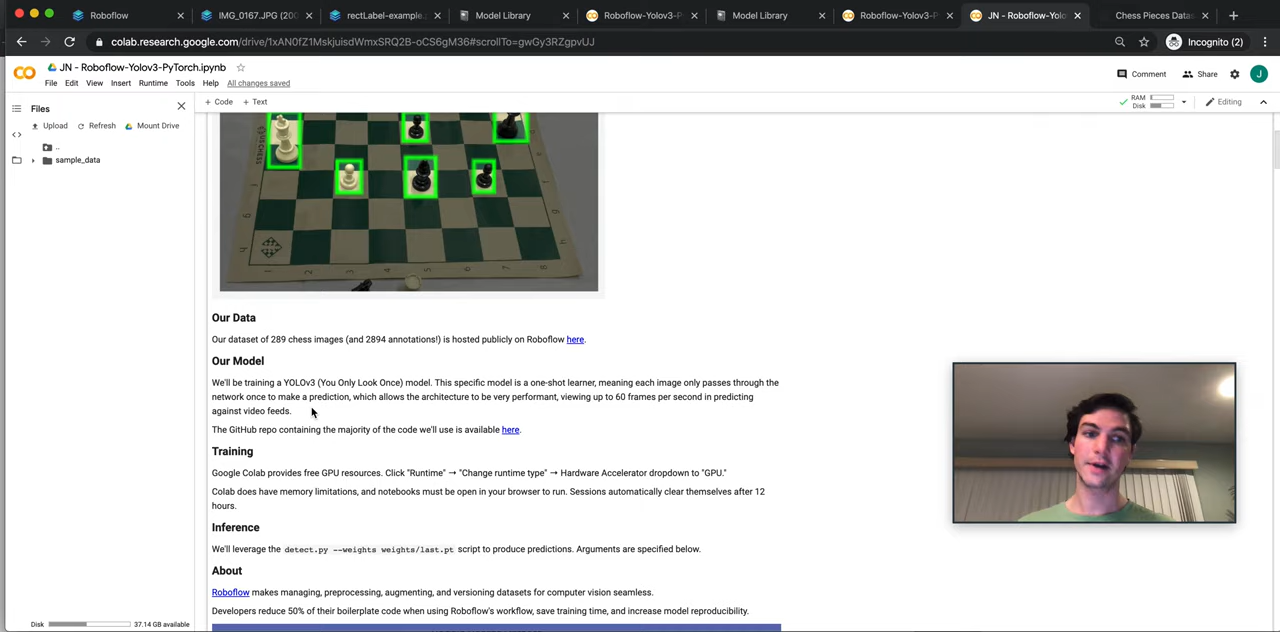 Roboflow
IMG_0167.JPG (200
rectLabel-example.
Model Library
Roboflow-Yolov3-P
Model Library
Roboflow-Yolov3-P
JN - Roboflow-Yolo
Chess Pieces Datas
colab.research.google.com/drive/1xAN0fZ1MskjuisdWmxSRQ2B-oCS6gM36#scrollTo=gwGy3RZgpvUJ
Incognito (2)
JN - Roboflow-Yolov3-PyTorch.ipynb
File Edit View Insert Runtime Tools Help All changes saved
Comment
Share
J
Files
+ Code + Text
RAM
Disk
Editing
Upload Refresh Mount Drive
..
sample_data
Our Data
Our dataset of 289 chess images (and 2894 annotations!) is hosted publicly on Roboflow here.
Our Model
We'll be training a YOLOv3 (You Only Look Once) model. This specific model is a one-shot learner, meaning each image only passes through the
network once to make a prediction, which allows the architecture to be very performant, viewing up to 60 frames per second in predicting
against video feeds.
The GitHub repo containing the majority of the code we'll use is available here.
Training
Google Colab provides free GPU resources. Click "Runtime" → "Change runtime type" → Hardware Accelerator dropdown to "GPU."
Colab does have memory limitations, and notebooks must be open in your browser to run. Sessions automatically clear themselves after 12
hours.
Inference
We'll leverage the detect.py --weights weights/last.pt script to produce predictions. Arguments are specified below.
About
Roboflow makes managing, preprocessing, augmenting, and versioning datasets for computer vision seamless.
Developers reduce 50% of their boilerplate code when using Roboflow's workflow, save training time, and increase model reproducibility.
Disk 37.14 GB available